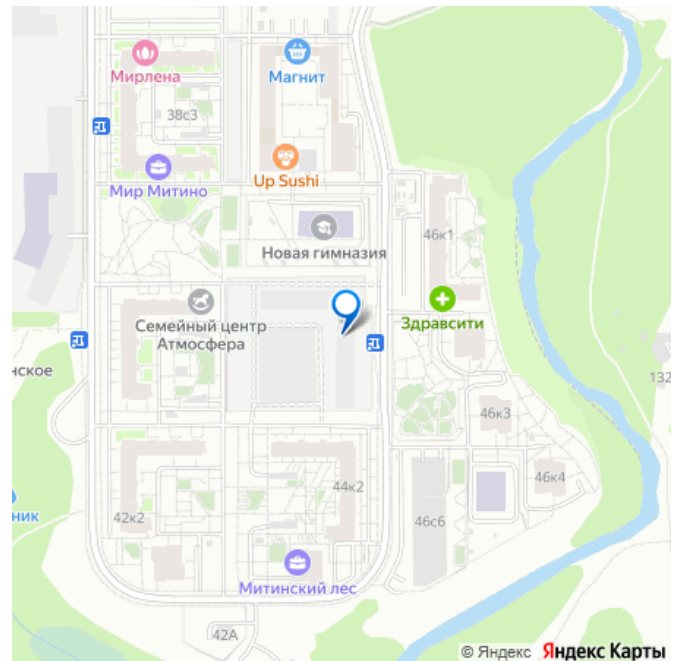 Мирлена
Магнит
38с3
Up Sushi
Мир Митино
46к1
Новая гимназия
Здравсити
Семейный центр
Атмосфера
нское
132
46к3
46к4
44к2
ник
42к2
46с6
Митинский лес
42А
© Яндекс Яндекс Карты